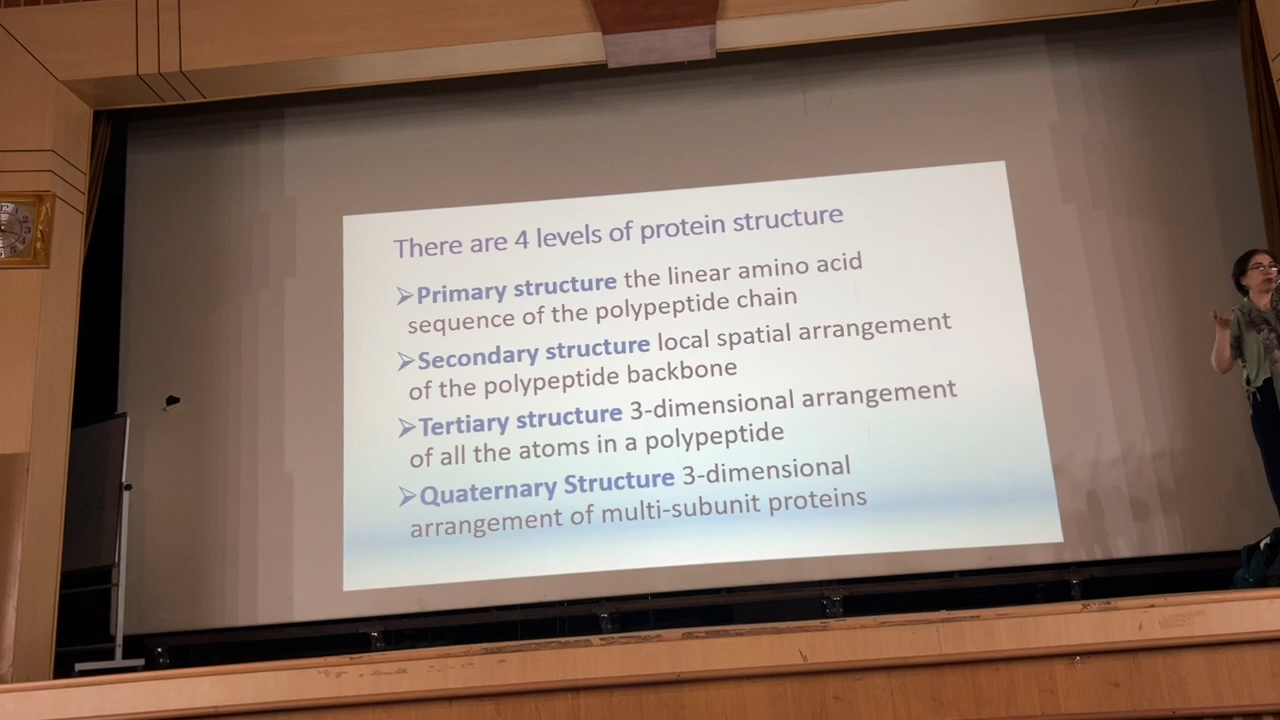 There are 4 levels of protein structure
➢Primary structure the linear amino acid
sequence of the polypeptide chain
➢Secondary structure local spatial arrangement
of the polypeptide backbone
➢Tertiary structure 3-dimensional arrangement
of all the atoms in a polypeptide
➢Quaternary Structure 3-dimensional
arrangement of multi-subunit proteins